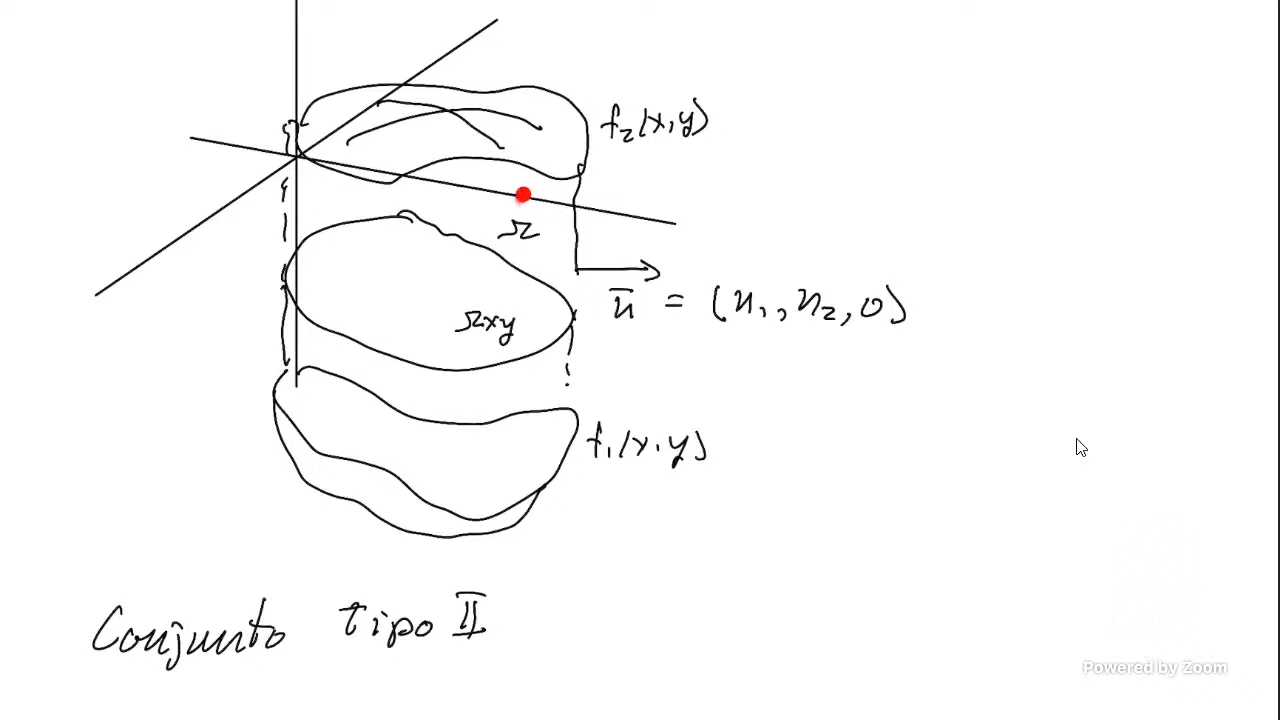 f₂(x,y)
Ω
n̄ = (n₁, n₂, 0)
Ωxy
f₁(x,y)
Conjunto tipo II
Powered by Zoom